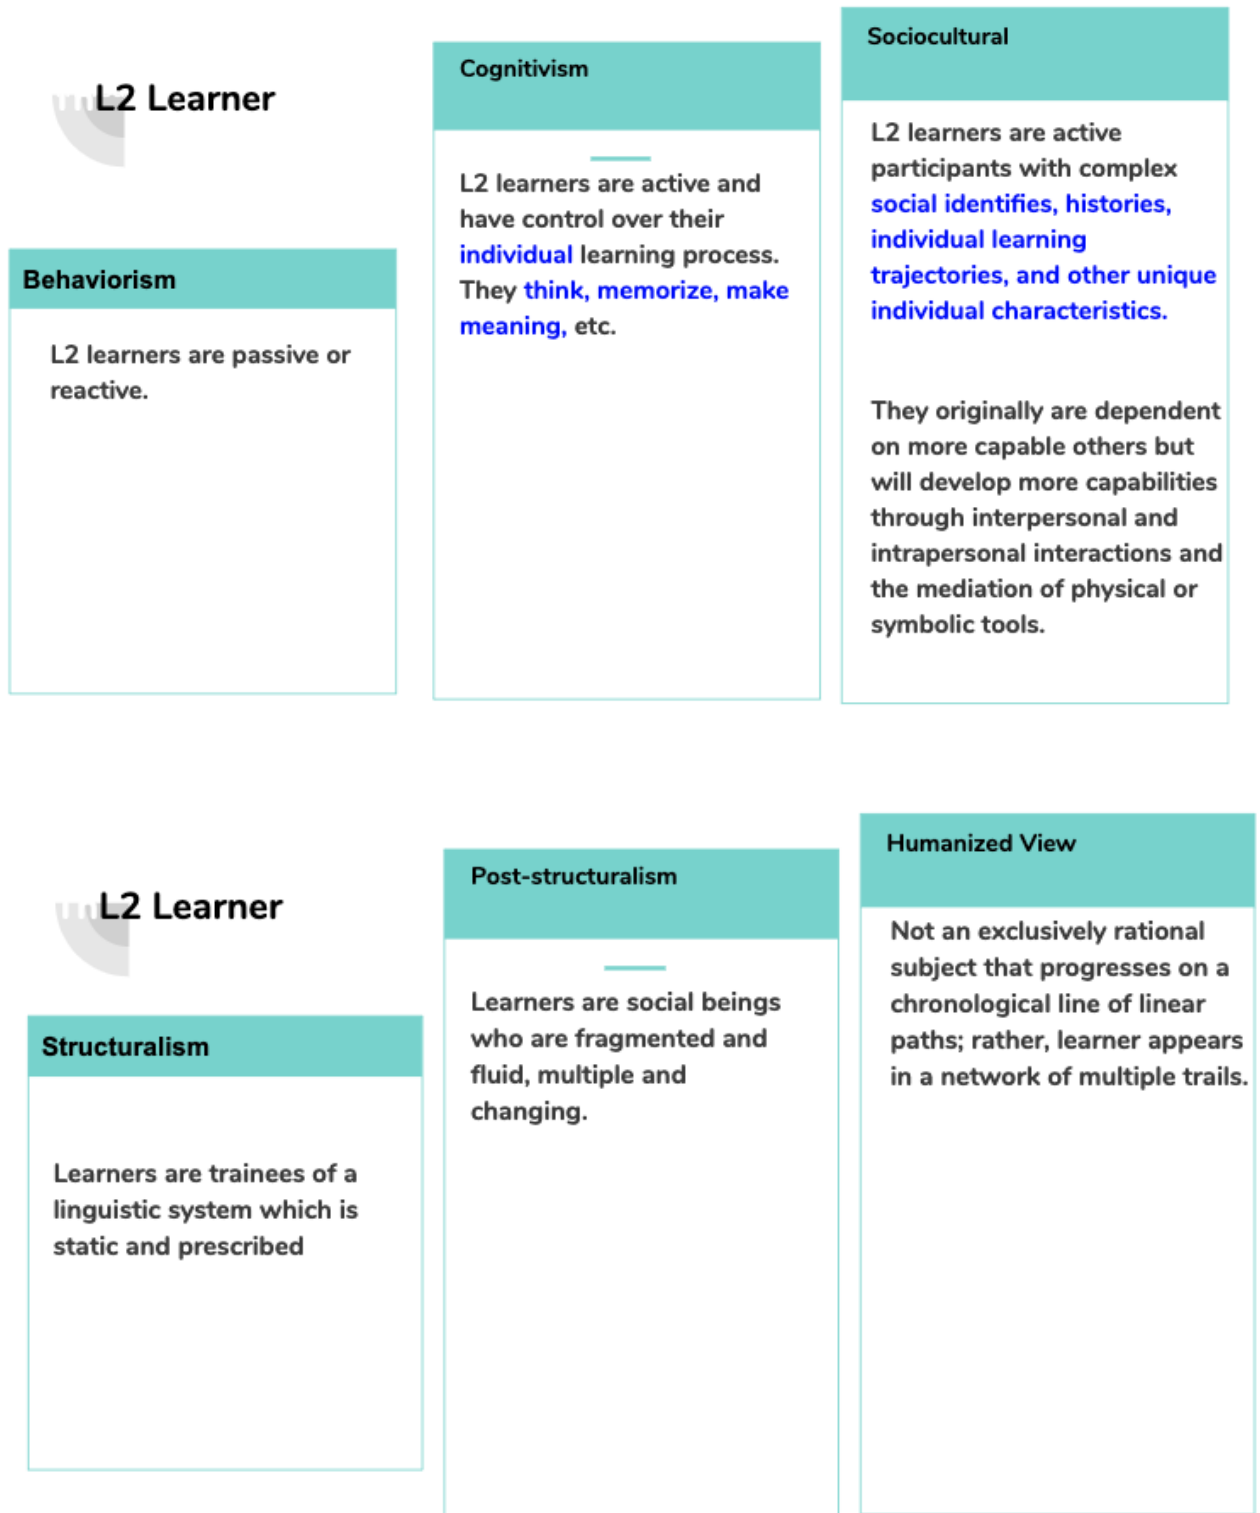 L2 Learner
Behaviorism
L2 learners are passive or
reactive.
Cognitivism
L2 learners are active and
have control over their
individual learning process.
They think, memorize, make
meaning, etc.
Sociocultural
L2 learners are active
participants with complex
social identifies, histories,
individual learning
trajectories, and other unique
individual characteristics.
They originally are dependent
on more capable others but
will develop more capabilities
through interpersonal and
intrapersonal interactions and
the mediation of physical or
symbolic tools.
L2 Learner
Structuralism
Learners are trainees of a
linguistic system which is
static and prescribed
Post-structuralism
Learners are social beings
who are fragmented and
fluid, multiple and
changing.
Humanized View
Not an exclusively rational
subject that progresses on a
chronological line of linear
paths; rather, learner appears
in a network of multiple trails.